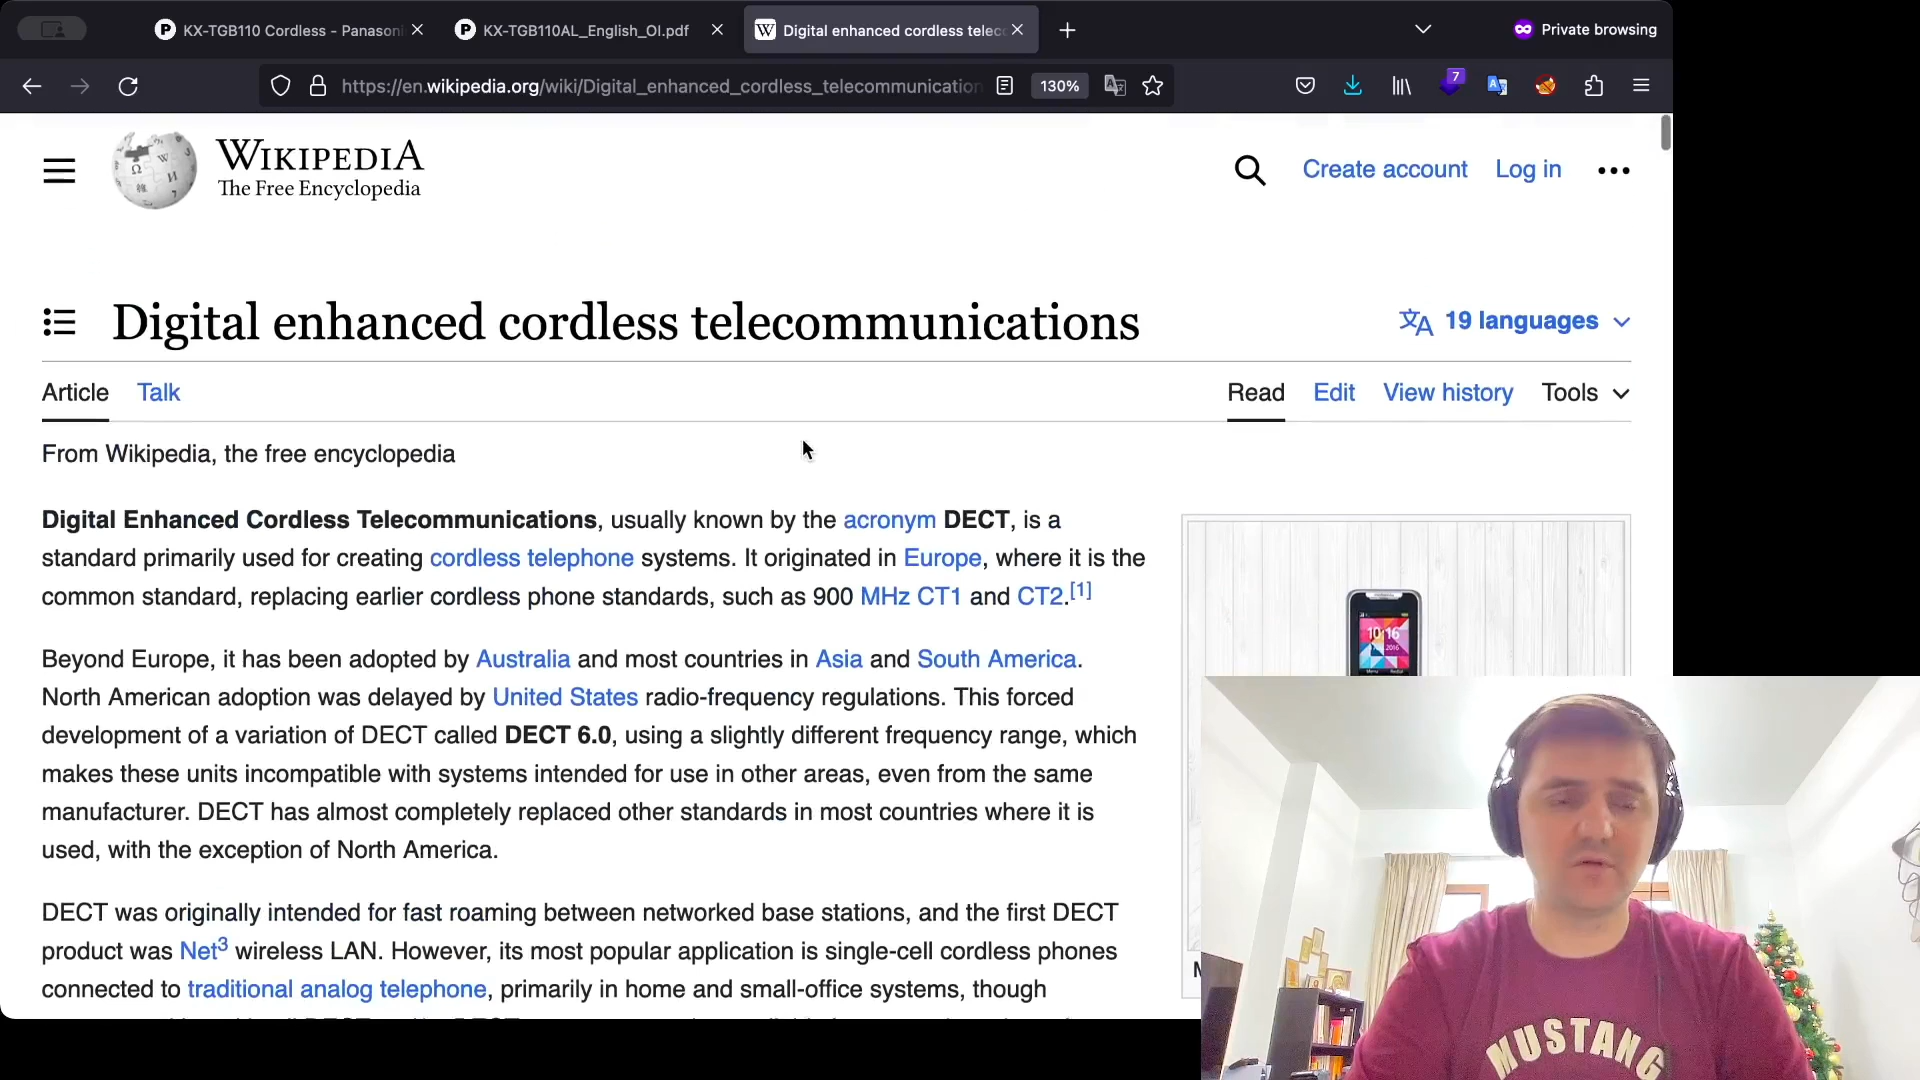 KX-TGB110 Cordless - Panasoni
KX-TGB110AL_English_OI.pdf
Digital enhanced cordless telec
Private browsing
https://en.wikipedia.org/wiki/Digital_enhanced_cordless_telecommunication
130%
7
WIKIPEDIA
The Free Encyclopedia
Create account
Log in
Digital enhanced cordless telecommunications
19 languages
Article
Talk
Read
Edit
View history
Tools
From Wikipedia, the free encyclopedia
Digital Enhanced Cordless Telecommunications, usually known by the acronym DECT, is a
standard primarily used for creating cordless telephone systems. It originated in Europe, where it is the
common standard, replacing earlier cordless phone standards, such as 900 MHz CT1 and CT2.[1]
Beyond Europe, it has been adopted by Australia and most countries in Asia and South America.
North American adoption was delayed by United States radio-frequency regulations. This forced
development of a variation of DECT called DECT 6.0, using a slightly different frequency range, which
makes these units incompatible with systems intended for use in other areas, even from the same
manufacturer. DECT has almost completely replaced other standards in most countries where it is
used, with the exception of North America.
DECT was originally intended for fast roaming between networked base stations, and the first DECT
product was Net3 wireless LAN. However, its most popular application is single-cell cordless phones
connected to traditional analog telephone, primarily in home and small-office systems, though
10:16
2016
MUSTANG